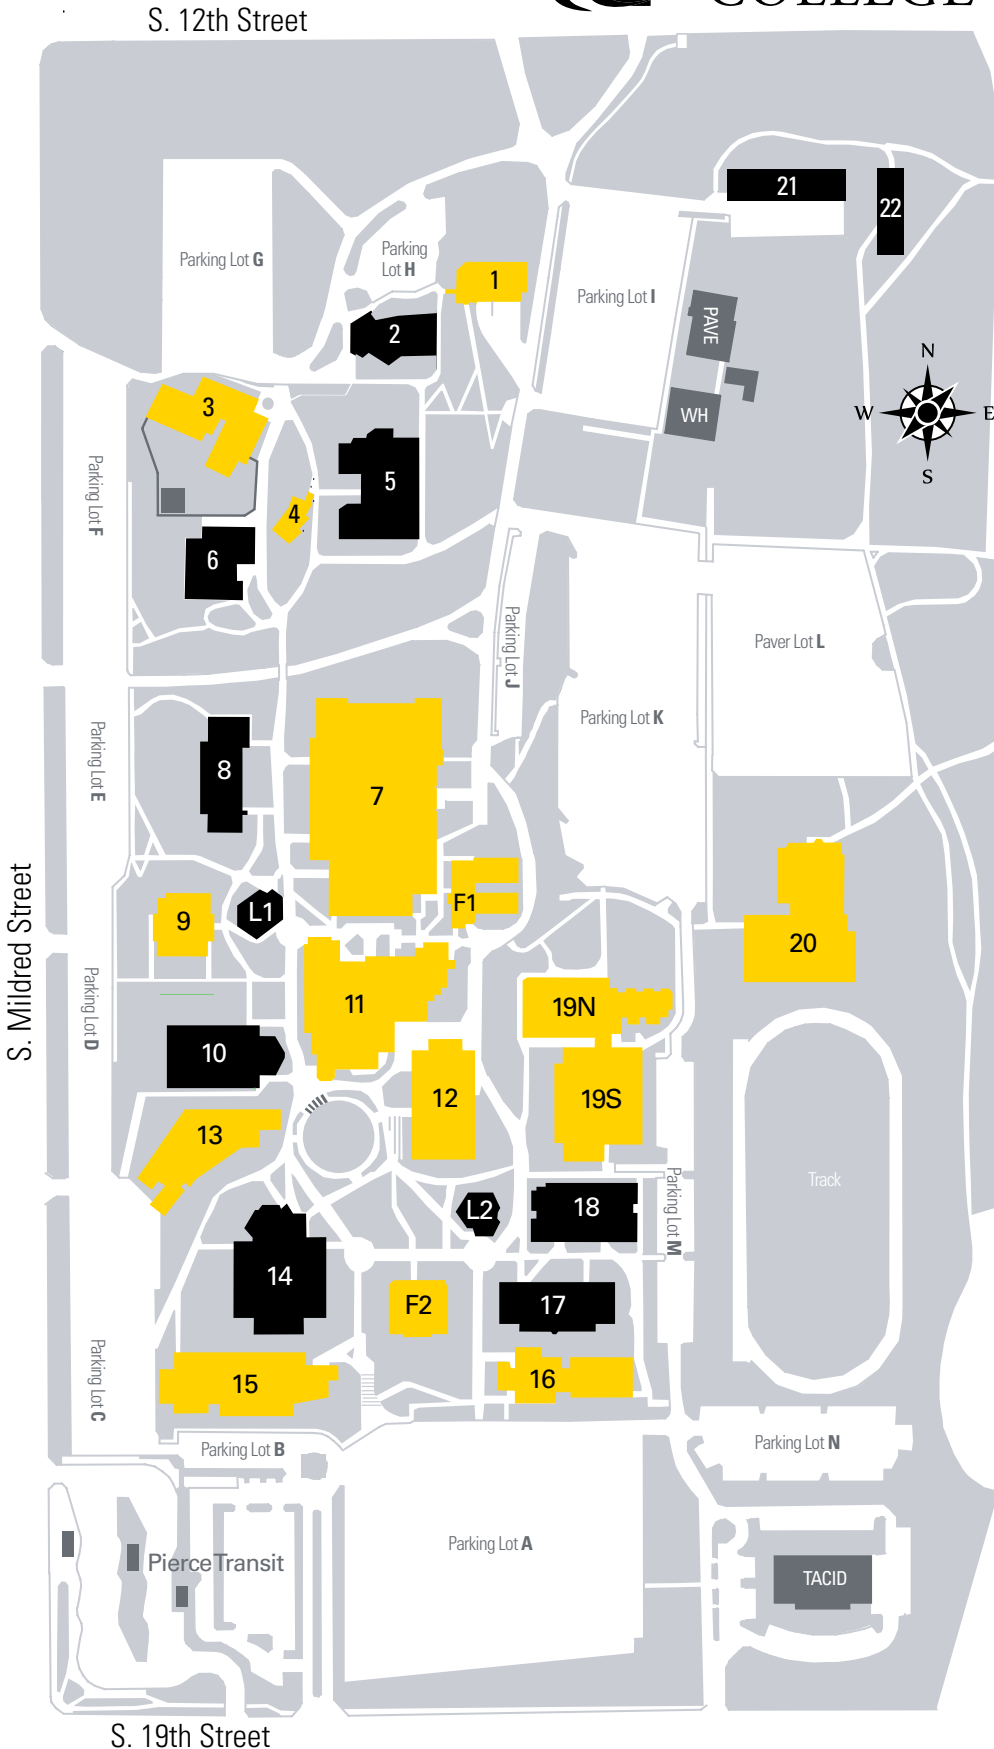 COLLEGE
S. 12th Street
21
22
Parking Lot G
Parking
Lot H
1
Parking Lot I
2
PAVE
N
W
E
S
3
WH
Parking Lot F
5
4
6
Parking Lot J
Paver Lot L
Parking Lot K
Parking Lot E
8
7
S. Mildred Street
9
L1
F1
20
Parking Lot D
11
19N
10
12
19S
13
Parking Lot M
Track
L2
18
14
F2
17
Parking Lot C
15
16
Parking Lot B
Parking Lot N
Parking Lot A
Pierce Transit
TACID
S. 19th Street